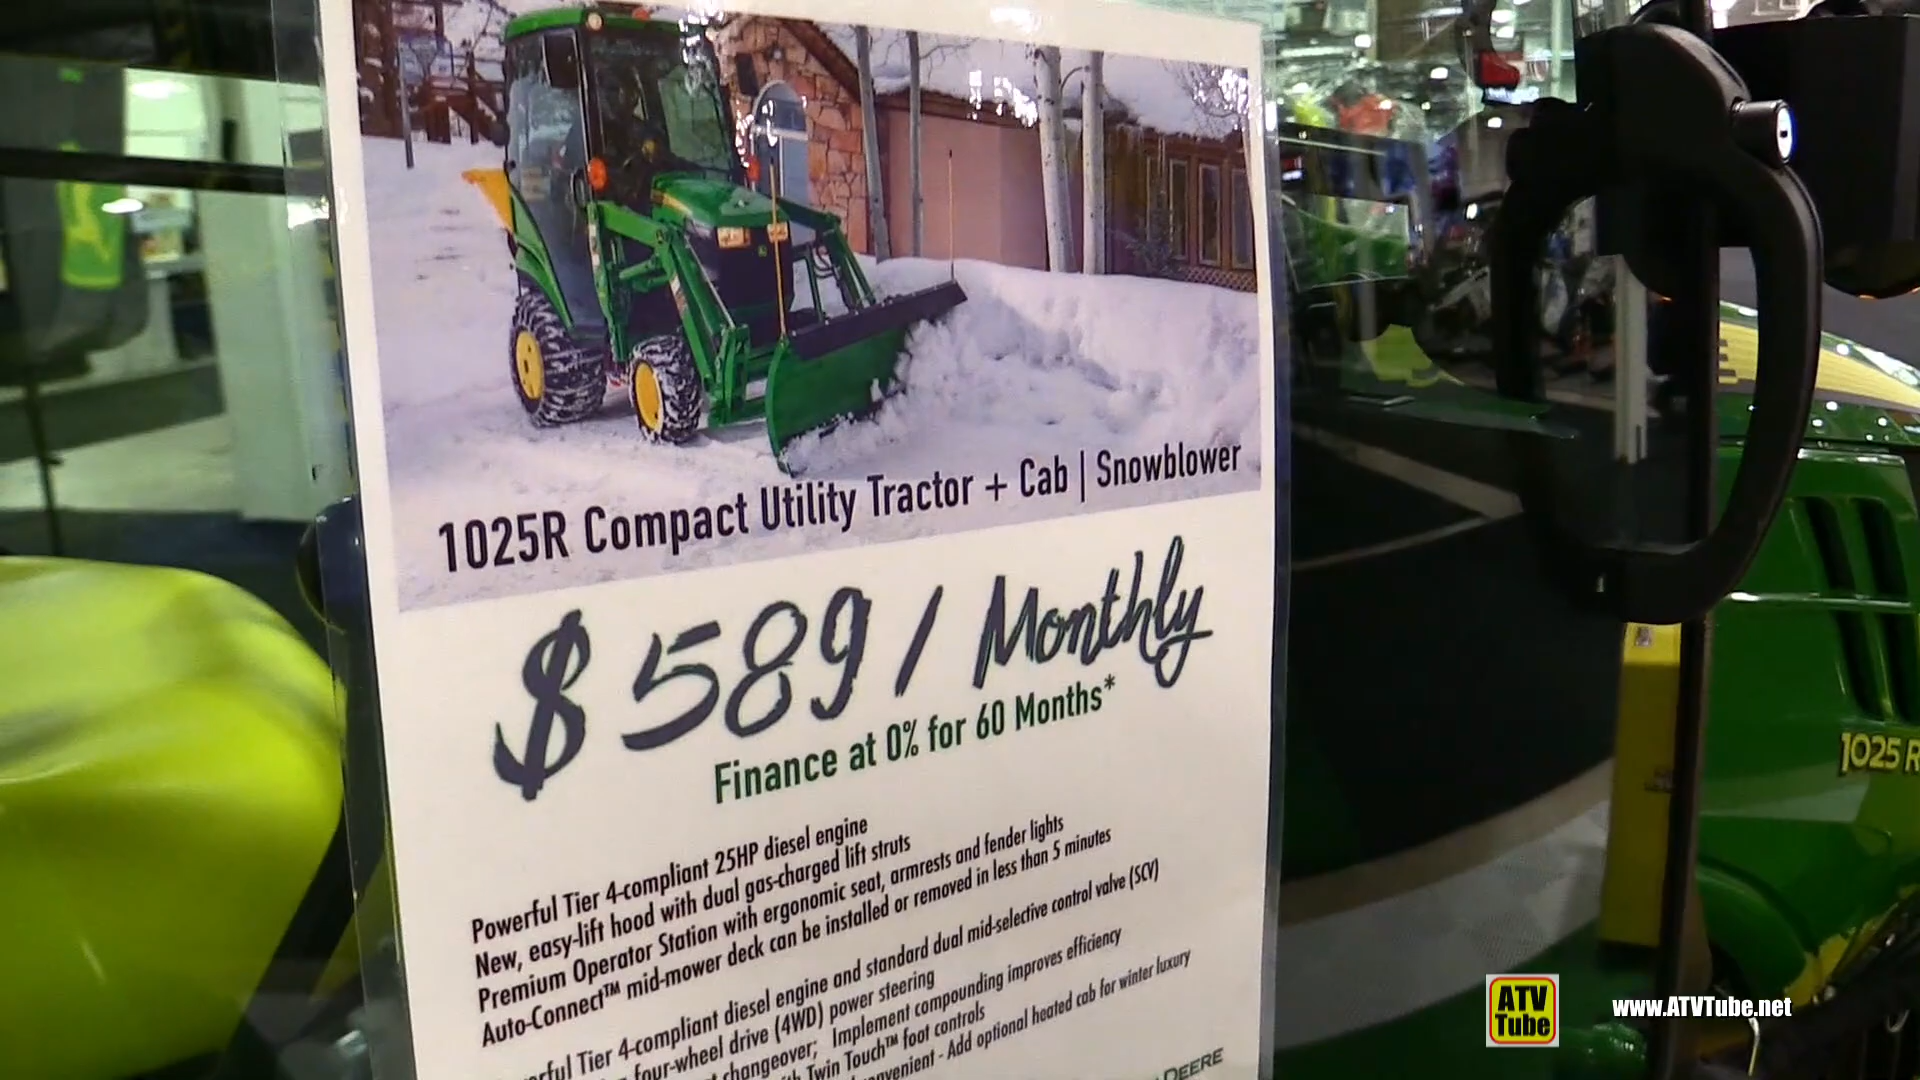 1025R Compact Utility Tractor + Cab | Snowblower
$589 / Monthly
Finance at 0% for 60 Months*
Powerful Tier 4-compliant 25HP diesel engine
New, easy-lift hood with dual gas-charged lift struts
Premium Operator Station with ergonomic seat, armrests and fender lights
Auto-Connect™ mid-mower deck can be installed or removed in less than 5 minutes
Tier 4-compliant diesel engine and standard dual mid-selective control valve (SCV)
four-wheel drive (4WD) power steering
changeover; Implement compounding improves efficiency
Twin Touch™ foot controls
- Add optional heated cab for winter luxury
DEERE
1025R
ATV
Tube
www.ATVTube.net